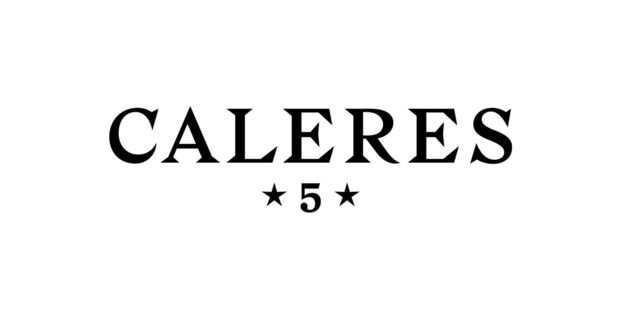 CALERES
★ 5 ★